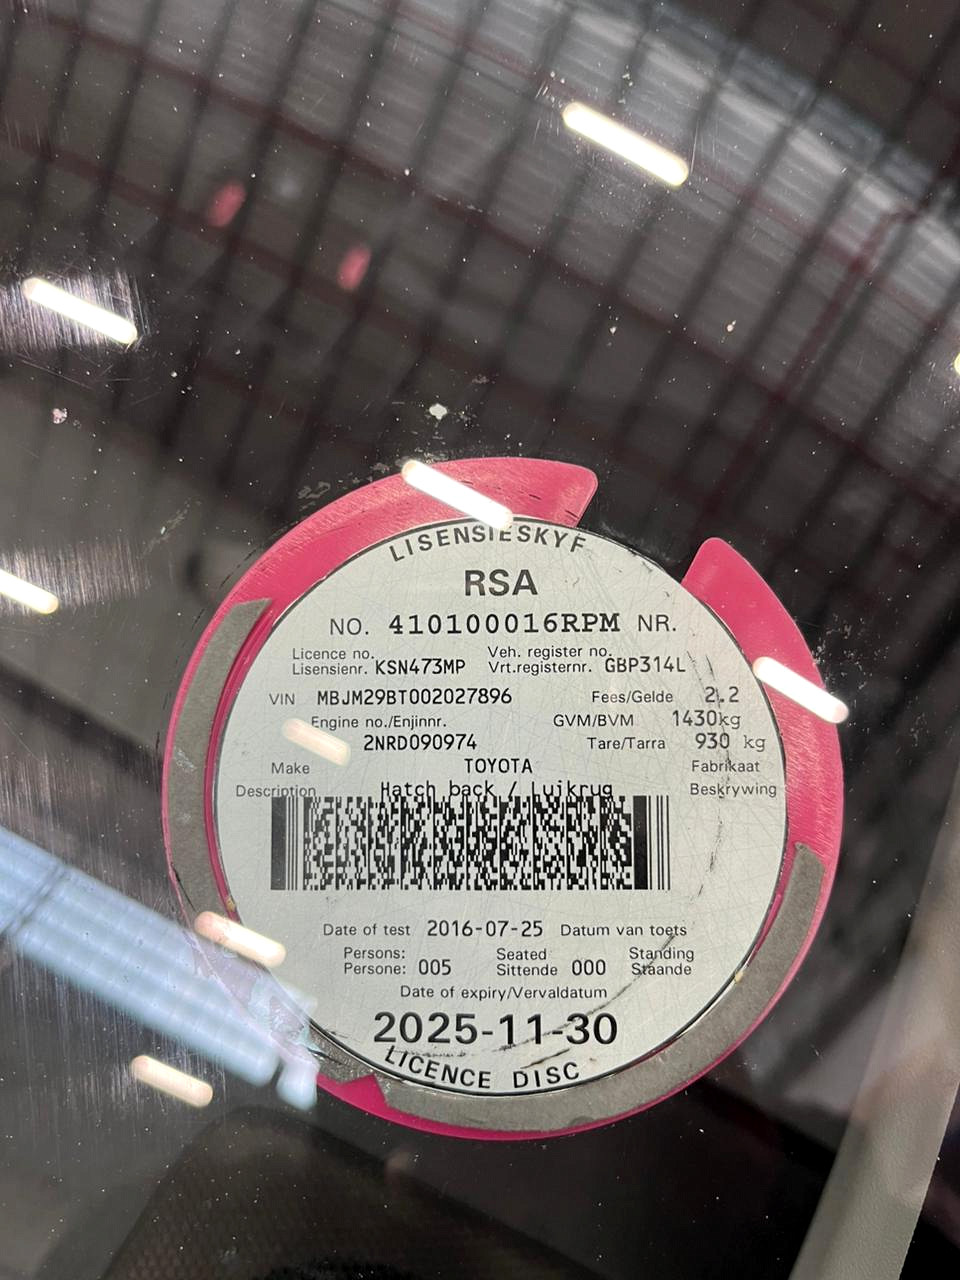 LISENSIESKYF
RSA
NO. 410100016RPM NR.
Licence no. Veh. register no.
Lisensienr. KSN473MP Vrt.registernr. GBP314L
VIN MBJM29BT002027896 Fees/Gelde 2.2
Engine no./Enjinnr. GVM/BVM 1430kg
2NRD090974 Tare/Tarra 930 kg
Make TOYOTA Fabrikaat
Description Hatch back / Luikrug Beskrywing
Date of test 2016-07-25 Datum van toets
Persons: Seated Standing
Persone: 005 Sittende 000 Staande
Date of expiry/Vervaldatum
2025-11-30
LICENCE DISC